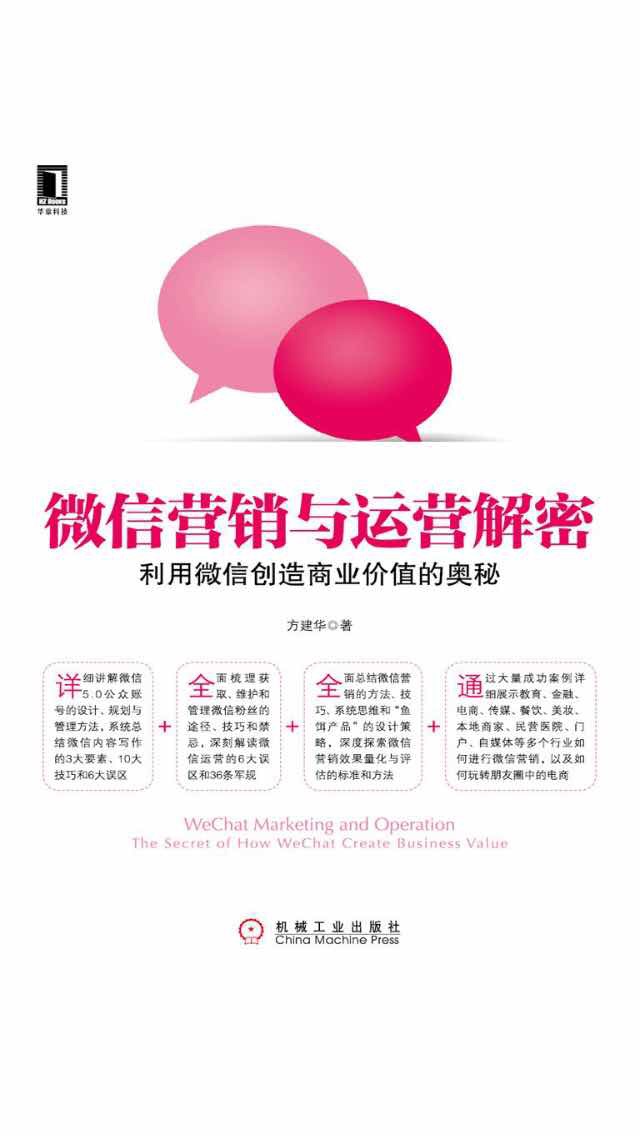 HZ Books
华章科技
微信营销与运营解密
利用微信创造商业价值的奥秘
方建华◎著
详细讲解微信
5.0公众账
号的设计、规划与
管理方法，系统总
结微信内容写作
的3大要素、10大
技巧和6大误区
+
全面梳理获
取、维护和
管理微信粉丝的
途径、技巧和禁
忌，深刻解读微
信运营的6大误
区和36条军规
+
全面总结微信营
销的方法、技
巧、系统思维和“鱼
饵产品”的设计策
略，深度探索微信
营销效果量化与评
估的标准和方法
+
通过大量成功案例详
细展示教育、金融、
电商、传媒、餐饮、美妆、
本地商家、民营医院、门
户、自媒体等多个行业如
何进行微信营销，以及如
何玩转朋友圈中的电商
WeChat Marketing and Operation
The Secret of How WeChat Create Business Value
机械工业出版社
China Machine Press